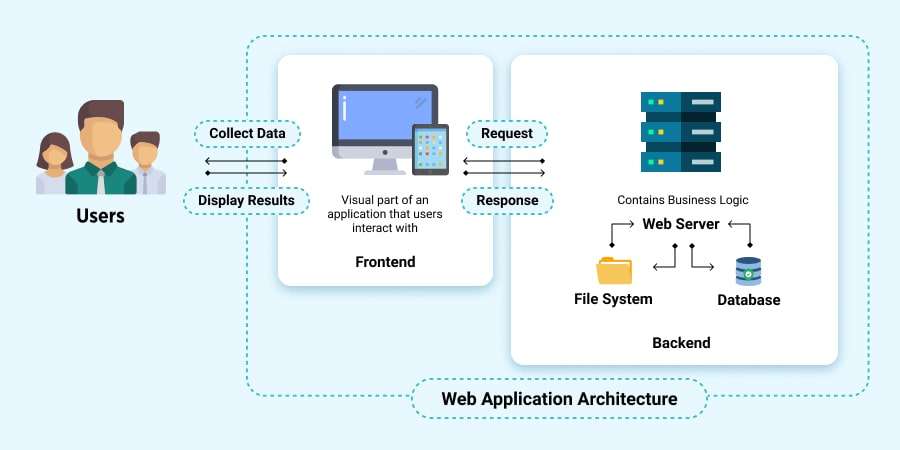 Users
Collect Data
Display Results
Visual part of an
application that users
interact with
Frontend
Request
Response
Contains Business Logic
Web Server
File System
Database
Backend
Web Application Architecture